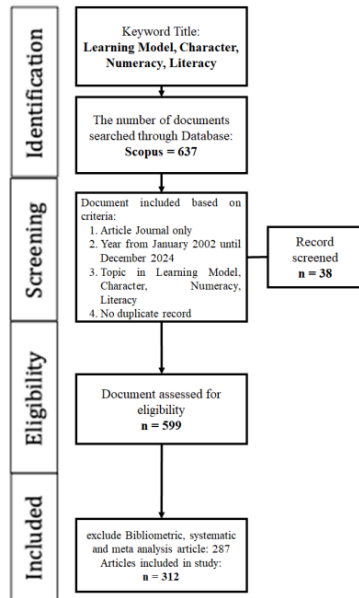 Identification
Keyword Title:
Learning Model, Character,
Numeracy, Literacy
The number of documents
searched through Database:
Scopus = 637
Screening
Document included based on
criteria:
1. Article Journal only
2. Year from January 2002 until
December 2024
3. Topic in Learning Model,
Character, Numeracy,
Literacy
4. No duplicate record
Record
screened
n = 38
Eligibility
Document assessed for
eligibility
n = 599
Included
exclude Bibliometric, systematic
and meta analysis article: 287
Articles included in study:
n = 312